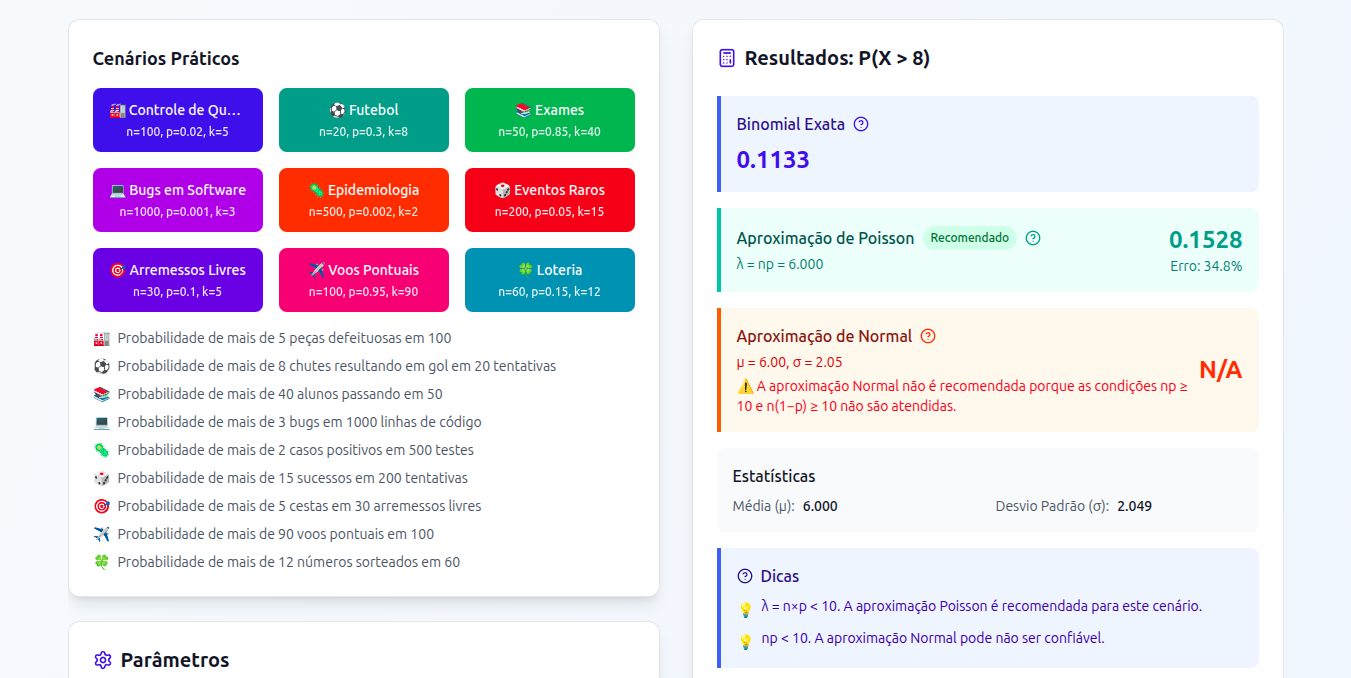 Cenários Práticos
🏭 Controle de Qu...
n=100, p=0.02, k=5
⚽ Futebol
n=20, p=0.3, k=8
📚 Exames
n=50, p=0.85, k=40
💻 Bugs em Software
n=1000, p=0.001, k=3
🦠 Epidemiologia
n=500, p=0.002, k=2
🎲 Eventos Raros
n=200, p=0.05, k=15
🎯 Arremessos Livres
n=30, p=0.1, k=5
✈️ Voos Pontuais
n=100, p=0.95, k=90
🍀 Loteria
n=60, p=0.15, k=12
🏭 Probabilidade de mais de 5 peças defeituosas em 100
⚽ Probabilidade de mais de 8 chutes resultando em gol em 20 tentativas
📚 Probabilidade de mais de 40 alunos passando em 50
💻 Probabilidade de mais de 3 bugs em 1000 linhas de código
🦠 Probabilidade de mais de 2 casos positivos em 500 testes
🎲 Probabilidade de mais de 15 sucessos em 200 tentativas
🎯 Probabilidade de mais de 5 cestas em 30 arremessos livres
✈️ Probabilidade de mais de 90 voos pontuais em 100
🍀 Probabilidade de mais de 12 números sorteados em 60
Parâmetros
Resultados: P(X > 8)
Binomial Exata
0.1133
Aproximação de Poisson Recomendado
λ = np = 6.000
0.1528
Erro: 34.8%
Aproximação de Normal
μ = 6.00, σ = 2.05
⚠️ A aproximação Normal não é recomendada porque as condições np ≥
10 e n(1−p) ≥ 10 não são atendidas.
N/A
Estatísticas
Média (μ): 6.000
Desvio Padrão (σ): 2.049
Dicas
💡 λ = n×p < 10. A aproximação Poisson é recomendada para este cenário.
💡 np < 10. A aproximação Normal pode não ser confiável.